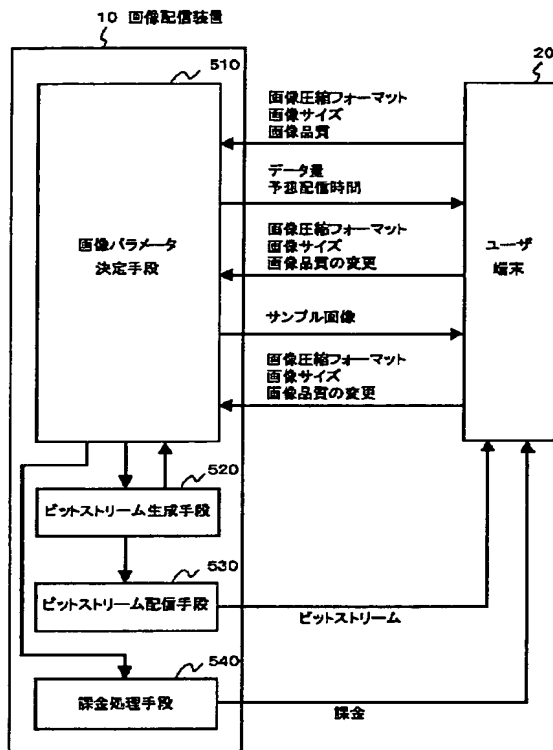 10 画像配信装置
510
20
画像圧縮フォーマット
画像サイズ
画像品質
データ量
予想配信時間
画像パラメータ
決定手段
画像圧縮フォーマット
画像サイズ
画像品質の変更
ユーザ
端末
サンプル画像
画像圧縮フォーマット
画像サイズ
画像品質の変更
520
ビットストリーム生成手段
530
ビットストリーム配信手段
ビットストリーム
540
課金処理手段
課金